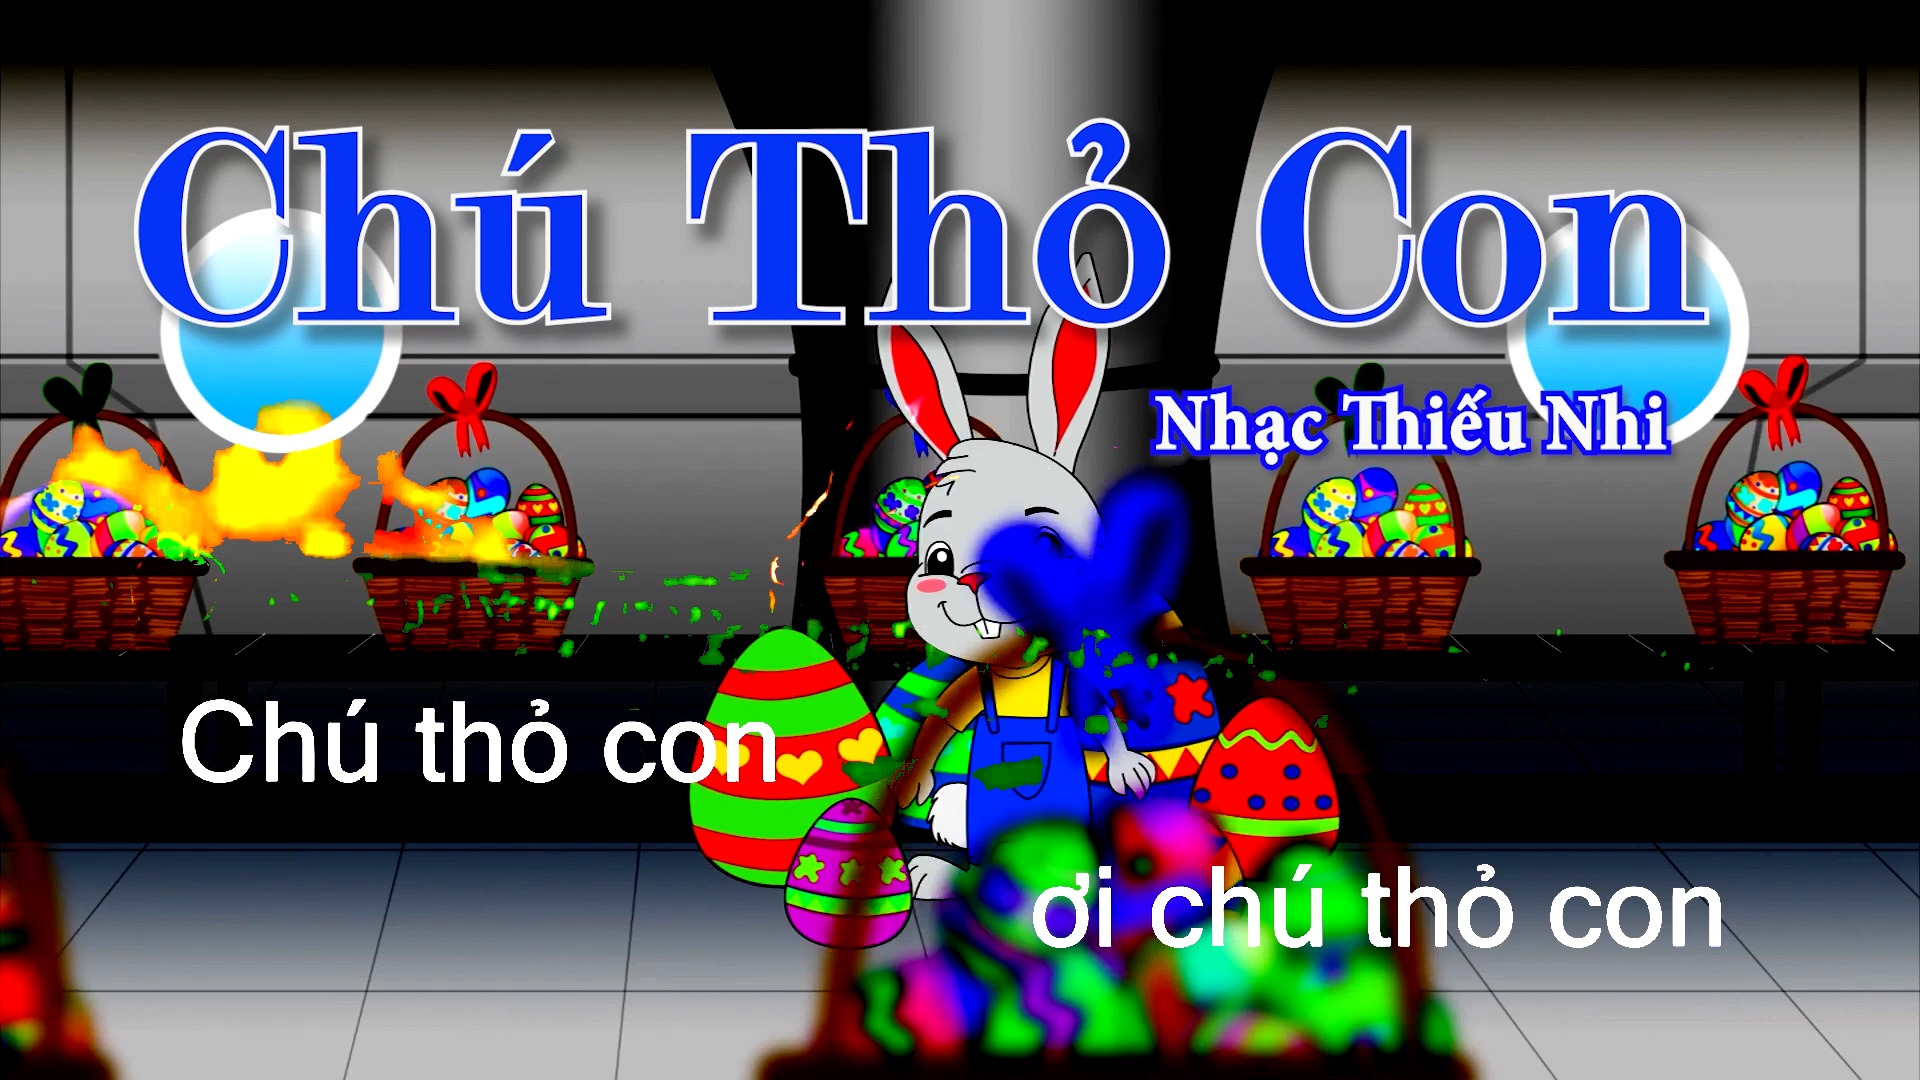 Chú Thỏ Con
Nhạc Thiếu Nhi
Chú thỏ con
ơi chú thỏ con